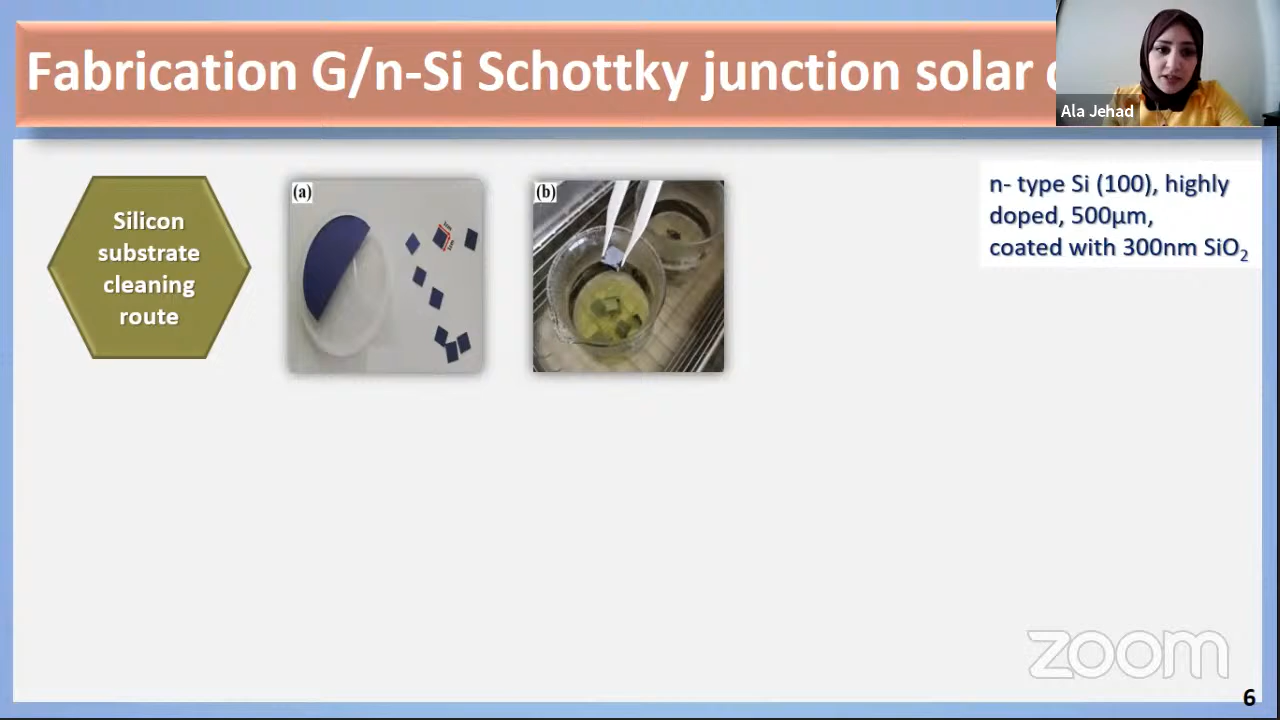 Fabrication G/n-Si Schottky junction solar
Ala Jehad
Silicon
substrate
cleaning
route
(a)
(b)
n- type Si (100), highly
doped, 500μm,
coated with 300nm SiO₂
zoom
6